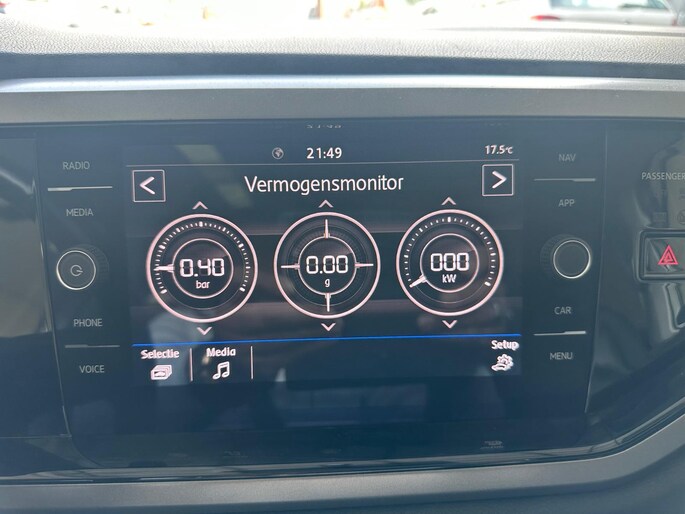 RADIO
MEDIA
PHONE
VOICE
21:49
17.5°C
Vermogensmonitor
0.40
bar
0.00
g
000
kW
Selectie
Media
Setup
NAV
APP
CAR
MENU
PASSENGER